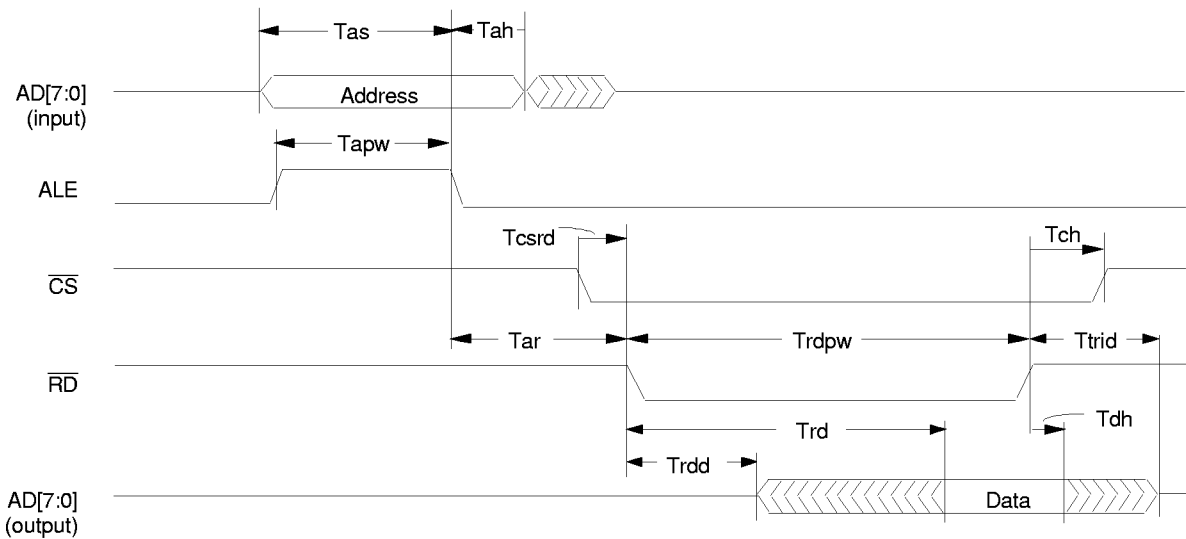 Tas
Tah
AD[7:0]
(input)
Address
Tapw
ALE
Tcsrd
Tch
CS
Tar
Trdpw
Ttrid
RD
Trd
Tdh
Trdd
AD[7:0]
(output)
Data